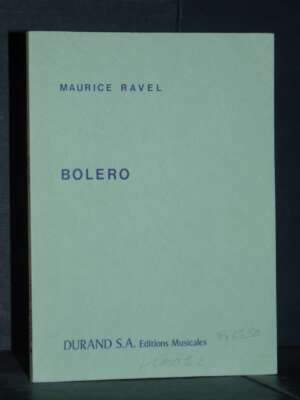 MAURICE RAVEL
BOLERO
DURAND S.A. Editions Musicales